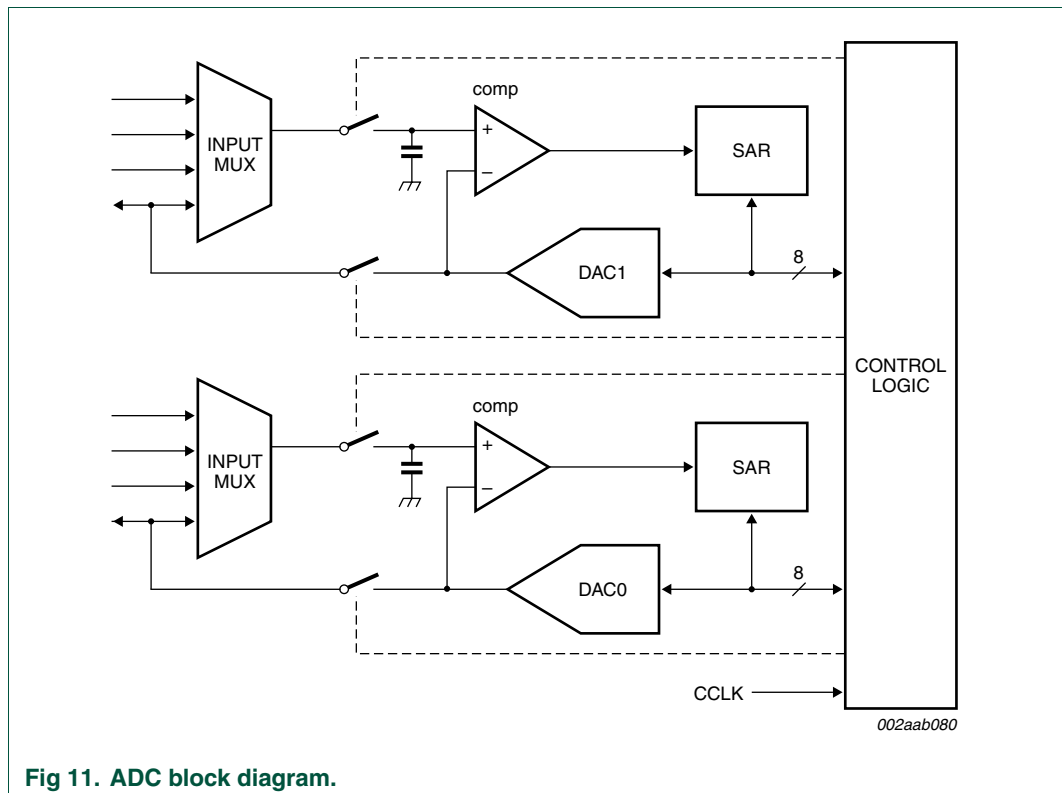 comp
+
–
INPUT
MUX
SAR
DAC1
8
CONTROL
LOGIC
comp
+
–
INPUT
MUX
SAR
DAC0
8
CCLK
002aab080
Fig 11. ADC block diagram.